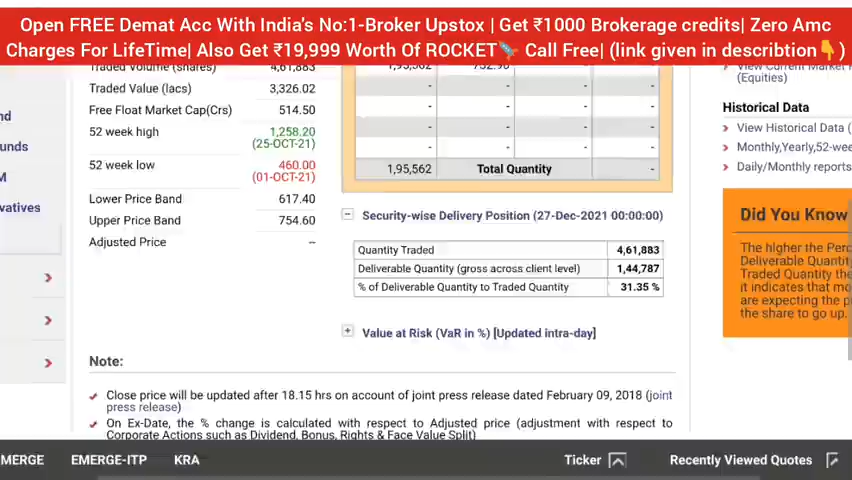 Open FREE Demat Acc With India's No:1-Broker Upstox | Get ₹1000 Brokerage credits| Zero Amc
Charges For LifeTime| Also Get ₹19,999 Worth Of ROCKET🚀 Call Free| (link given in describtion👇)
Traded Volume (shares) 4,61,883
Traded Value (lacs) 3,326.02
Free Float Market Cap(Crs) 514.50
52 week high 1,258.20
(25-OCT-21)
52 week low 460.00
(01-OCT-21)
Lower Price Band 617.40
Upper Price Band 754.60
Adjusted Price --
1,95,562 732.90 - -
- - - -
- - - -
- - - -
- - - -
1,95,562 Total Quantity -
Security-wise Delivery Position (27-Dec-2021 00:00:00)
Quantity Traded 4,61,883
Deliverable Quantity (gross across client level) 1,44,787
% of Deliverable Quantity to Traded Quantity 31.35 %
Value at Risk (VaR in %) [Updated intra-day]
Note:
Close price will be updated after 18.15 hrs on account of joint press release dated February 09, 2018 (joint
press release)
On Ex-Date, the % change is calculated with respect to Adjusted price (adjustment with respect to
Corporate Actions such as Dividend, Bonus, Rights & Face Value Split)
View Current Market
(Equities)
Historical Data
View Historical Data (
Monthly,Yearly,52-wee
Daily/Monthly reports
Did You Know
The higher the Perc
Deliverable Quantit
Traded Quantity the
it indicates that mo
are expecting the p
the share to go up.
nd
unds
M
ivatives
MERGE EMERGE-ITP KRA Ticker Recently Viewed Quotes